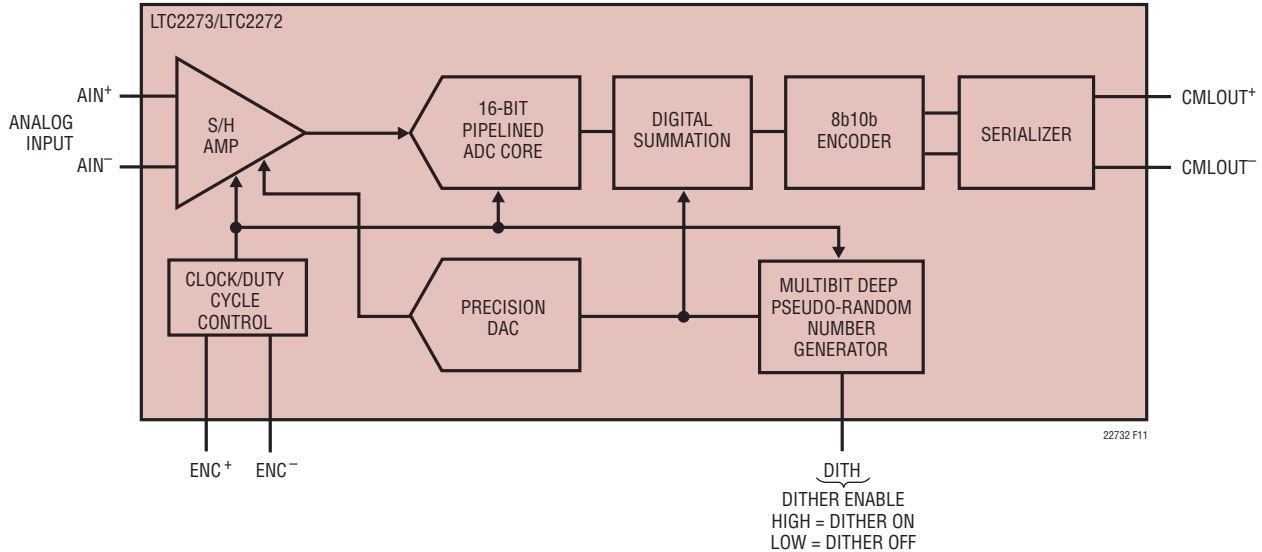 LTC2273/LTC2272
AIN+
ANALOG
INPUT
AIN–
S/H
AMP
16-BIT
PIPELINED
ADC CORE
DIGITAL
SUMMATION
8b10b
ENCODER
SERIALIZER
CMLOUT+
CMLOUT–
CLOCK/DUTY
CYCLE
CONTROL
PRECISION
DAC
MULTIBIT DEEP
PSEUDO-RANDOM
NUMBER
GENERATOR
22732 F11
ENC+
ENC–
DITH
DITHER ENABLE
HIGH = DITHER ON
LOW = DITHER OFF